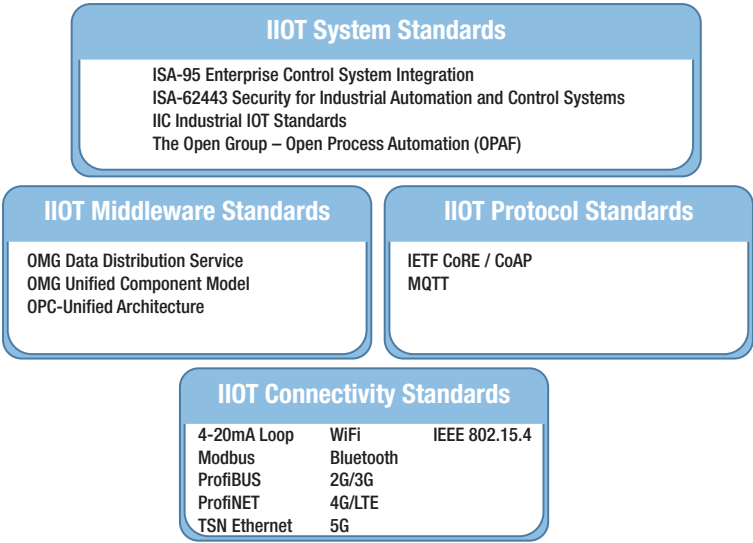 IIOT System Standards
ISA-95 Enterprise Control System Integration
ISA-62443 Security for Industrial Automation and Control Systems
IIC Industrial IOT Standards
The Open Group – Open Process Automation (OPAF)
IIOT Middleware Standards
OMG Data Distribution Service
OMG Unified Component Model
OPC-Unified Architecture
IIOT Protocol Standards
IETF CoRE / CoAP
MQTT
IIOT Connectivity Standards
4-20mA Loop WiFi IEEE 802.15.4
Modbus Bluetooth
ProfiBUS 2G/3G
ProfiNET 4G/LTE
TSN Ethernet 5G